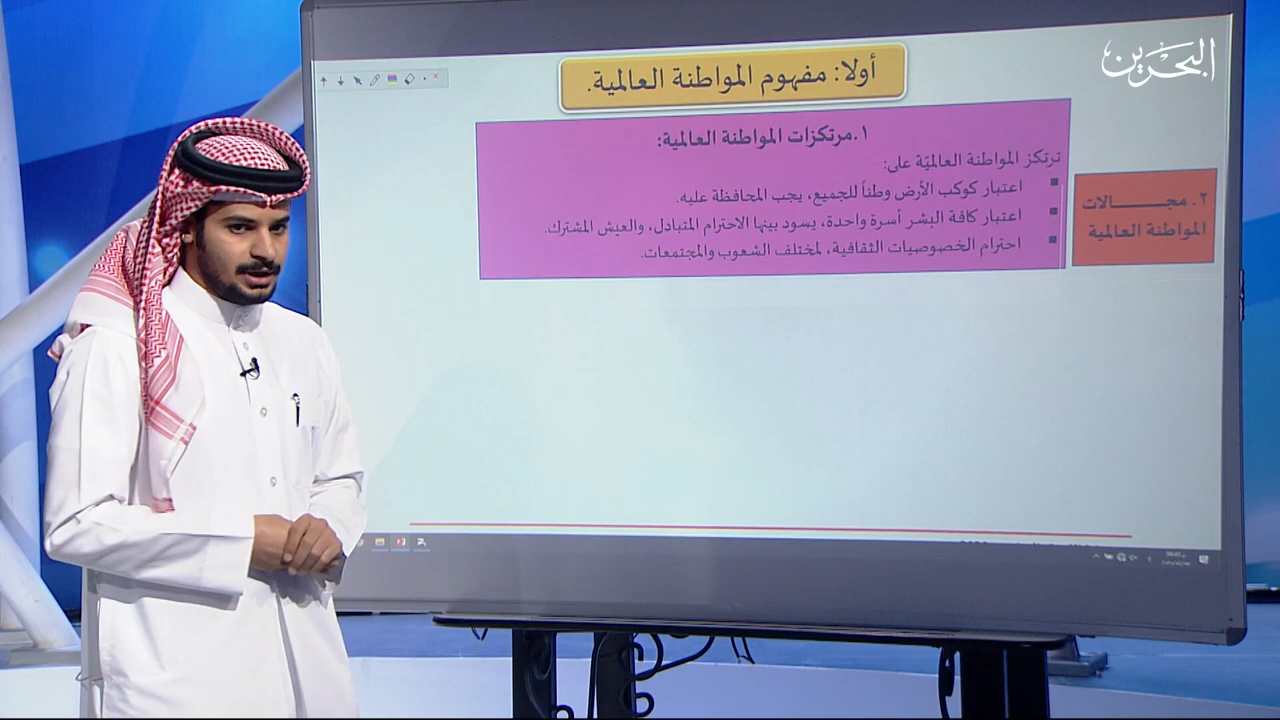 البحرين
أولا: مفهوم المواطنة العالمية.
١.مرتكزات المواطنة العالمية:
ترتكز المواطنة العالميّة على:
اعتبار كوكب الأرض وطناً للجميع، يجب المحافظة عليه.
اعتبار كافة البشر أسرة واحدة، يسود بينها الاحترام المتبادل، والعيش المشترك.
احترام الخصوصيات الثقافية، لمختلف الشعوب والمجتمعات.
٢. مجـــــالات
المواطنة العالمية